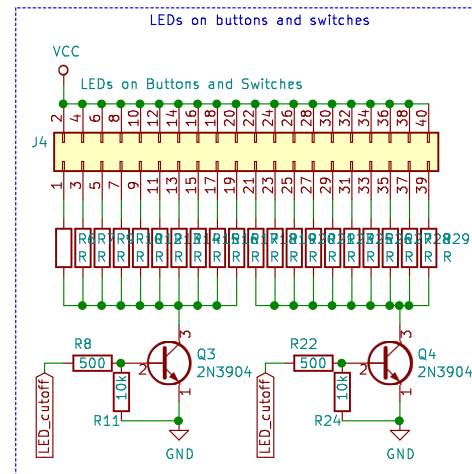 LEDs on buttons and switches
VCC
LEDs on Buttons and Switches
2 4 6 8 10 12 14 16 18 20 22 24 26 28 30 32 34 36 38 40
J4
1 3 5 7 9 11 13 15 17 19 21 23 25 27 29 31 33 35 37 39
R R R R R R R R R R R R R R R R R R R R
R8
500
2
3
1
Q3
2N3904
10k
R11
LED_cutoff
GND
R22
500
2
3
1
Q4
2N3904
10k
R24
LED_cutoff
GND